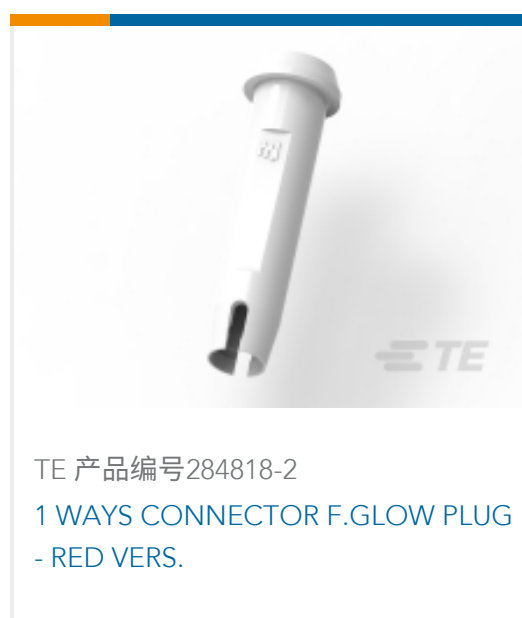 TE
TE 产品编号284818-2
1 WAYS CONNECTOR F.GLOW PLUG
- RED VERS.